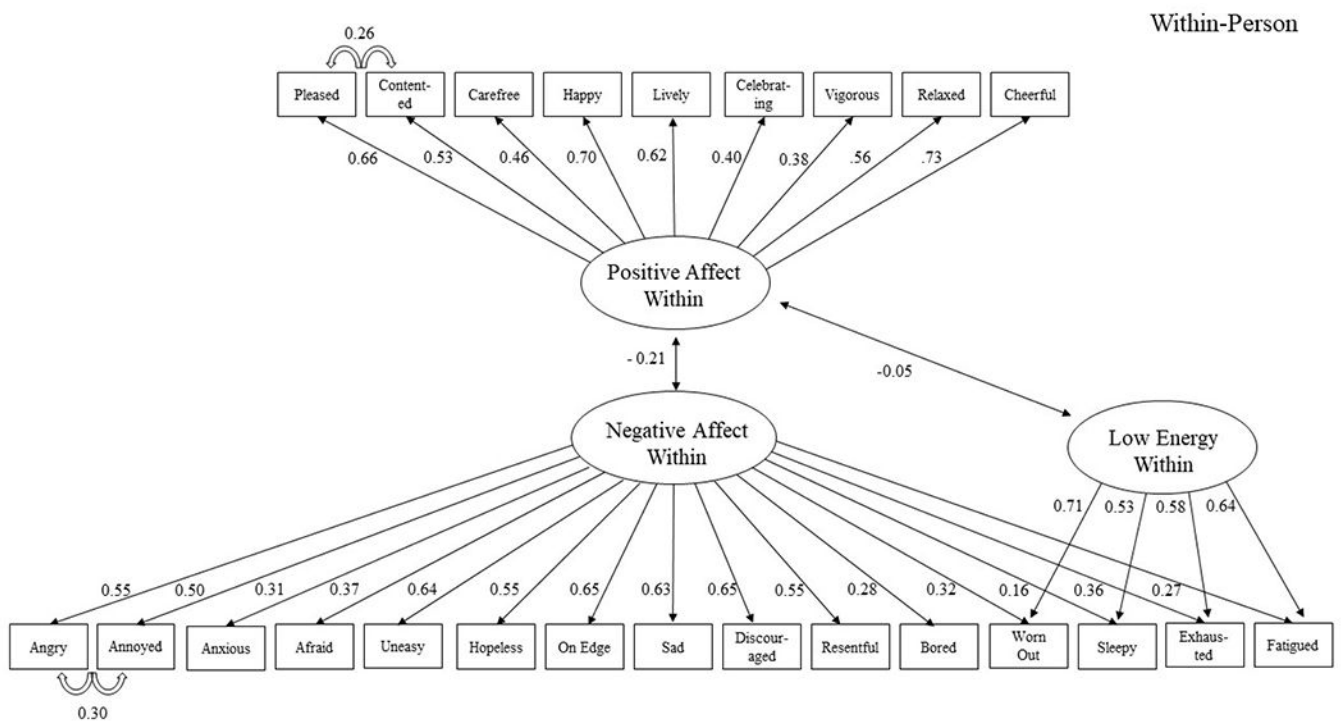 Within-Person
0.26
Pleased
Content-
ed
Carefree
Happy
Lively
Celebrat-
ing
Vigorous
Relaxed
Cheerful
0.66
0.53
0.46
0.70
0.62
0.40
0.38
.56
.73
Positive Affect
Within
- 0.21
-0.05
Negative Affect
Within
Low Energy
Within
0.71
0.53
0.58
0.64
0.55
0.50
0.31
0.37
0.64
0.55
0.65
0.63
0.65
0.55
0.28
0.32
0.16
0.36
0.27
Angry
Annoyed
Anxious
Afraid
Uneasy
Hopeless
On Edge
Sad
Discour-
aged
Resentful
Bored
Worn
Out
Sleepy
Exhaus-
ted
Fatigued
0.30